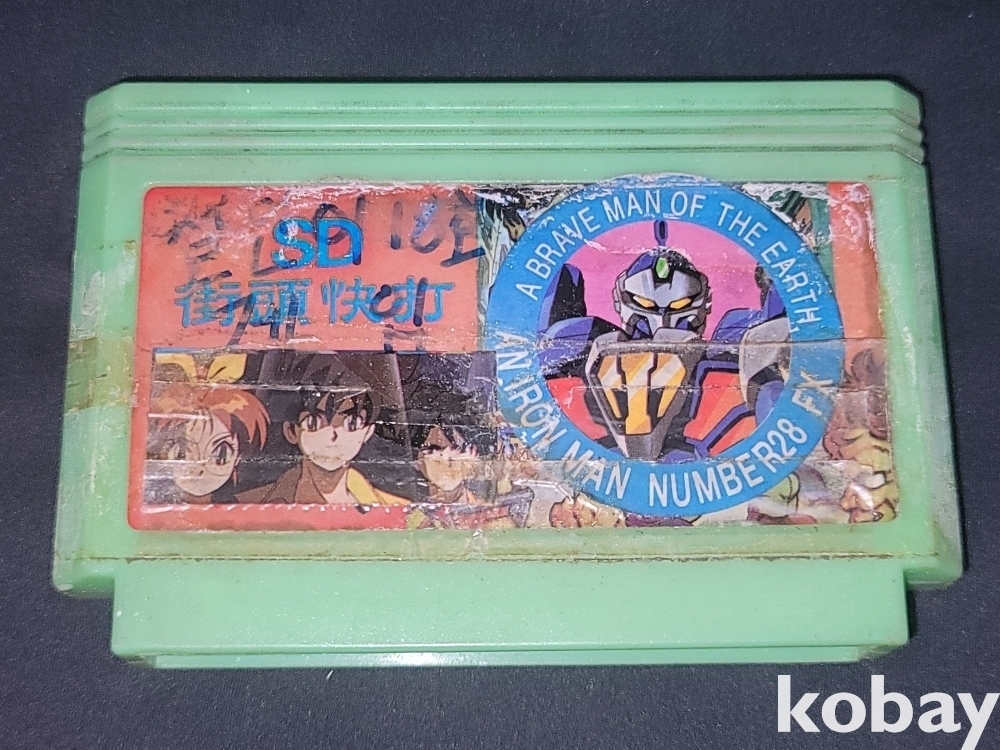 SD
街頭快打
A BRAVE MAN OF THE EARTH
AN IRON MAN NUMBER28 FX
kobay